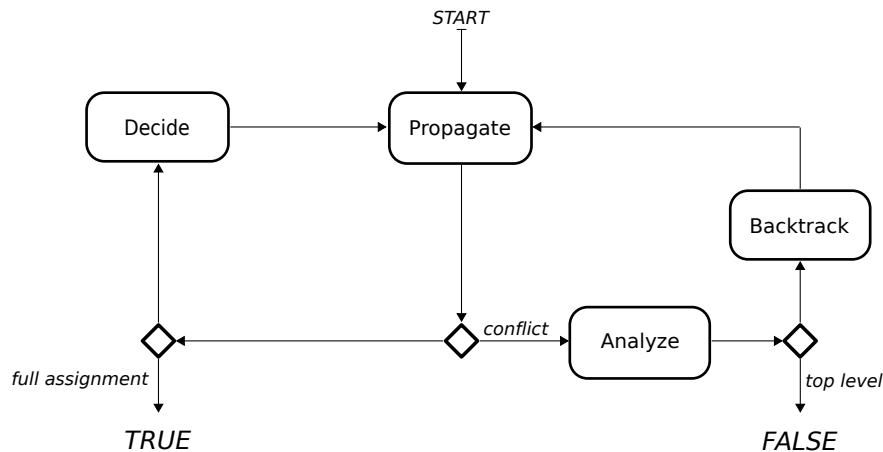 START
Decide
Propagate
Backtrack
conflict
Analyze
full assignment
top level
TRUE
FALSE